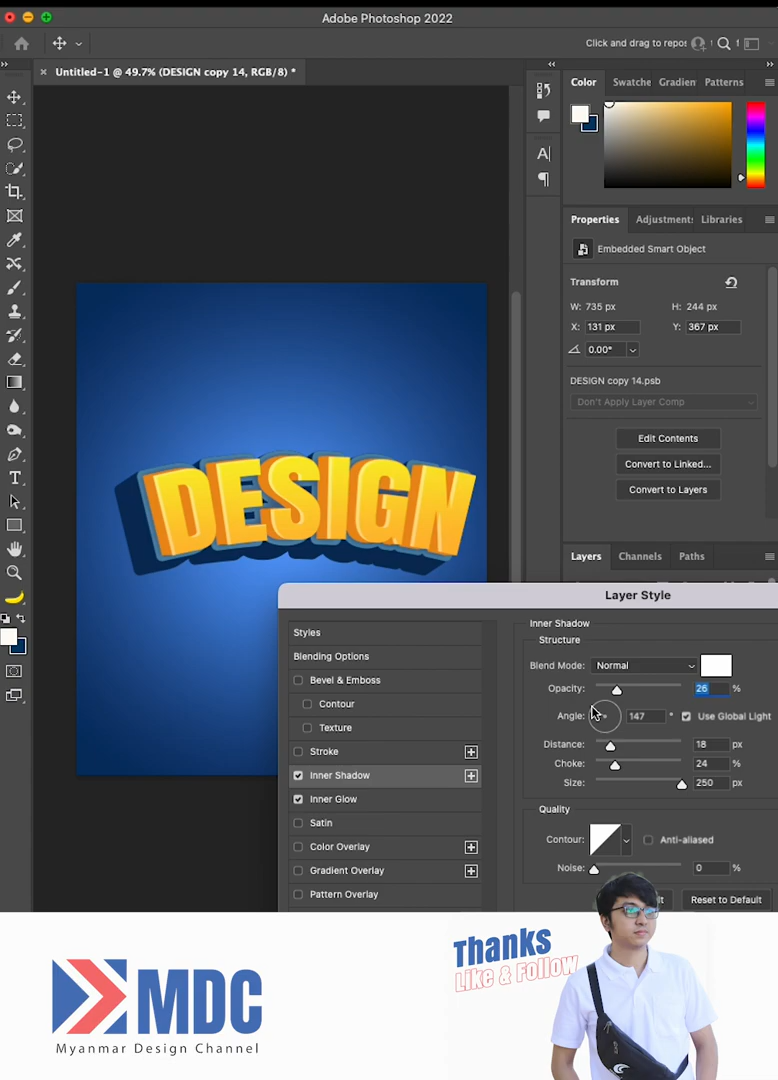 Adobe Photoshop 2022
Click and drag to repos
Untitled-1 @ 49.7% (DESIGN copy 14, RGB/8) *
Color Swatche Gradien Patterns
Properties Adjustments Libraries
Embedded Smart Object
Transform
W: 735 px H: 244 px
X: 131 px Y: 367 px
0.00°
DESIGN copy 14.psb
Don't Apply Layer Comp
Edit Contents
Convert to Linked...
Convert to Layers
DESIGN
Layers Channels Paths
Layer Style
Styles
Blending Options
Bevel & Emboss
Contour
Texture
Stroke
Inner Shadow
Inner Glow
Satin
Color Overlay
Gradient Overlay
Pattern Overlay
Inner Shadow
Structure
Blend Mode: Normal
Opacity: 26 %
Angle: 147 ° Use Global Light
Distance: 18 px
Choke: 24 %
Size: 250 px
Quality
Contour: Anti-aliased
Noise: 0 %
Reset to Default
MDC
Myanmar Design Channel
Thanks
Like & Follow